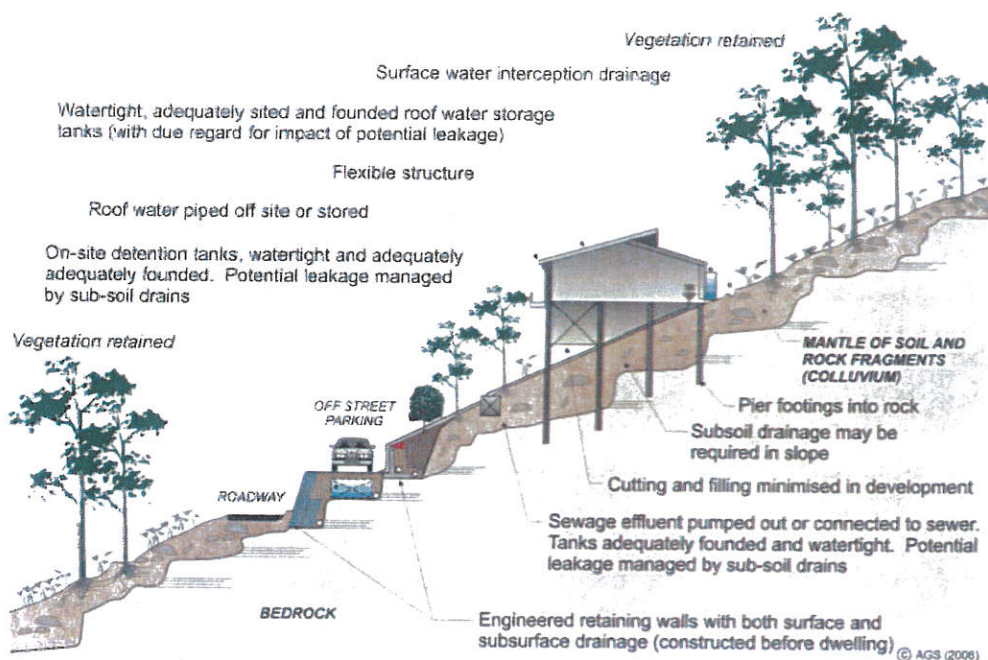 Vegetation retained
Surface water interception drainage
Watertight, adequately sited and founded roof water storage
tanks (with due regard for impact of potential leakage)
Flexible structure
Roof water piped off site or stored
On-site detention tanks, watertight and adequately
adequately founded. Potential leakage managed
by sub-soil drains
Vegetation retained
MANTLE OF SOIL AND
ROCK FRAGMENTS
(COLLUVIUM)
OFF STREET
PARKING
Pier footings into rock
Subsoil drainage may be
required in slope
Cutting and filling minimised in development
ROADWAY
Sewage effluent pumped out or connected to sewer.
Tanks adequately founded and watertight. Potential
leakage managed by sub-soil drains
BEDROCK
Engineered retaining walls with both surface and
subsurface drainage (constructed before dwelling)
© AGS (2006)